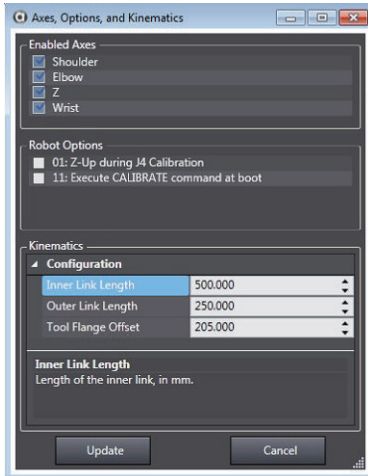 Axes, Options, and Kinematics
Enabled Axes
Shoulder
Elbow
Z
Wrist
Robot Options
01: Z-Up during J4 Calibration
11: Execute CALIBRATE command at boot
Kinematics
Configuration
Inner Link Length 500.000
Outer Link Length 250.000
Tool Flange Offset 205.000
Inner Link Length
Length of the inner link, in mm.
Update Cancel